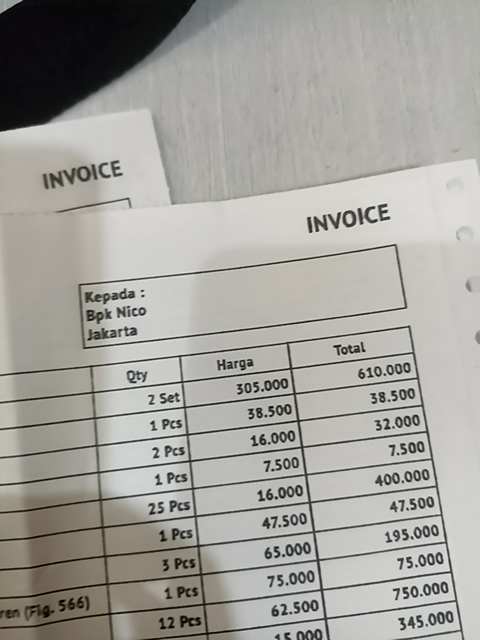 INVOICE
INVOICE
Kepada :
Bpk Nico
Jakarta
Qty Harga Total
2 Set 305.000 610.000
1 Pcs 38.500 38.500
2 Pcs 16.000 32.000
1 Pcs 7.500 7.500
25 Pcs 16.000 400.000
1 Pcs 47.500 47.500
3 Pcs 65.000 195.000
ren (Fig. 566) 1 Pcs 75.000 75.000
12 Pcs 62.500 750.000
15.000 345.000